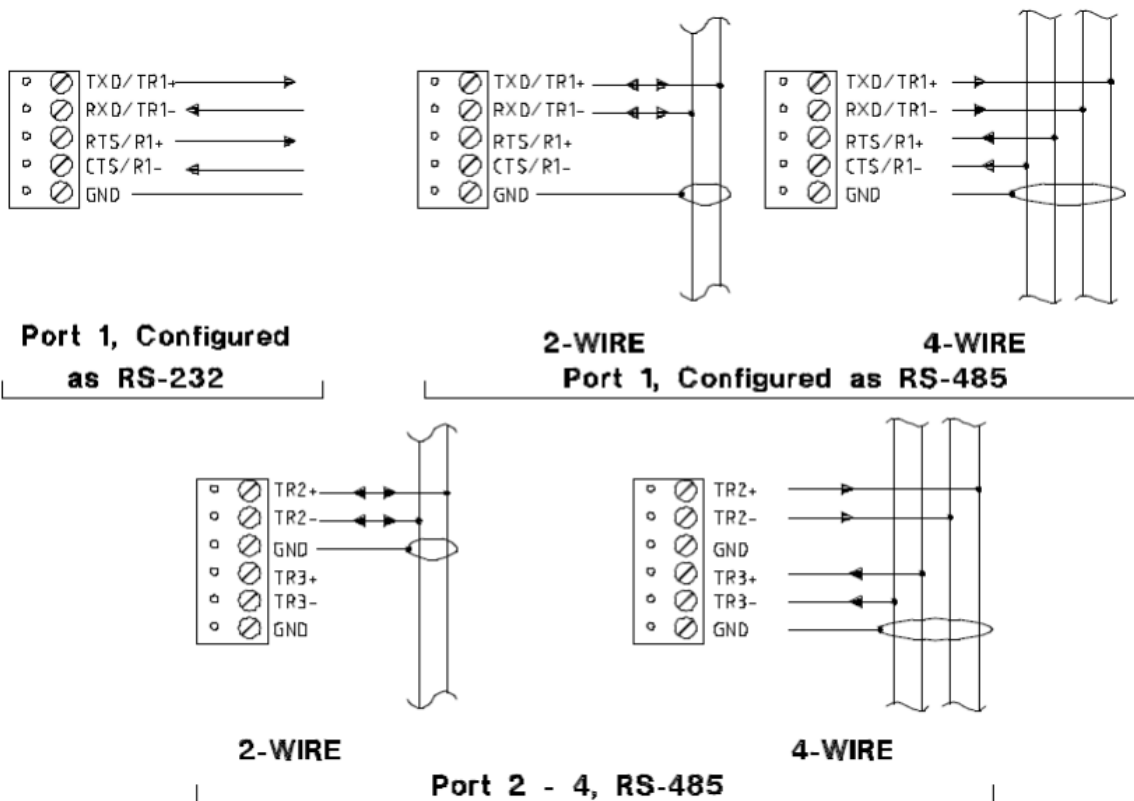 TXD/TR1+
RXD/TR1-
RTS/R1+
CTS/R1-
GND
Port 1, Configured
as RS-232
TXD/TR1+
RXD/TR1-
RTS/R1+
CTS/R1-
GND
2-WIRE
TXD/TR1+
RXD/TR1-
RTS/R1+
CTS/R1-
GND
4-WIRE
Port 1, Configured as RS-485
TR2+
TR2-
GND
TR3+
TR3-
GND
2-WIRE
TR2+
TR2-
GND
TR3+
TR3-
GND
4-WIRE
Port 2 - 4, RS-485